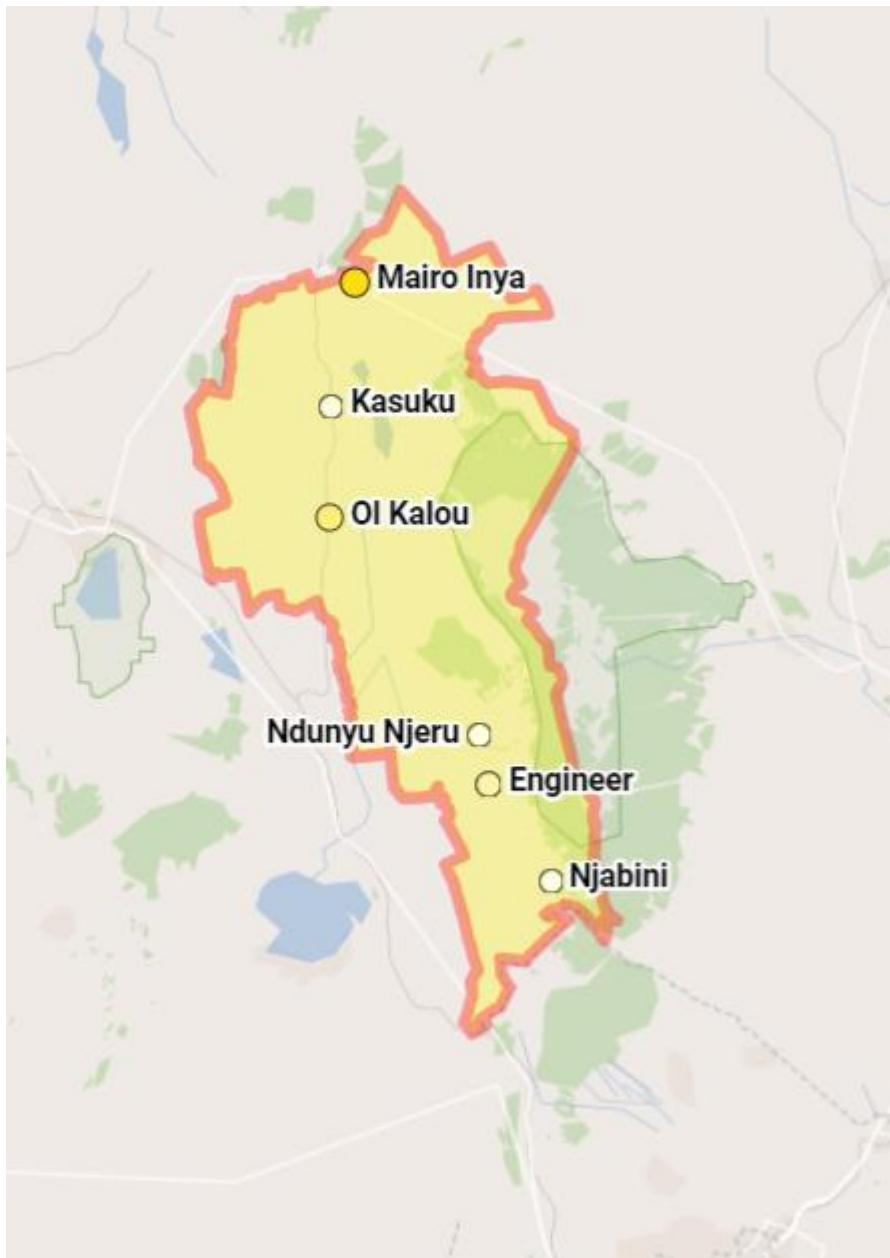 Mairo Inya
Kasuku
Ol Kalou
Ndunyu Njeru
Engineer
Njabini